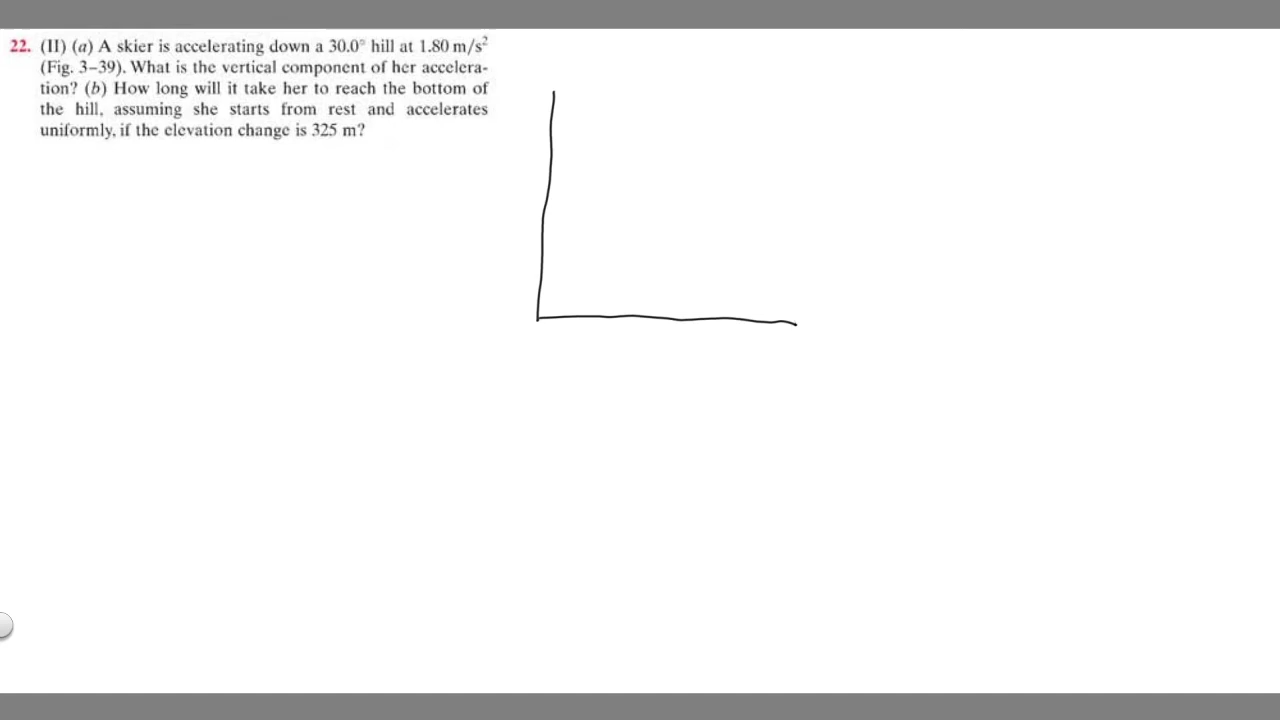 22. (II) (a) A skier is accelerating down a 30.0° hill at 1.80 m/s²
(Fig. 3–39). What is the vertical component of her accelera-
tion? (b) How long will it take her to reach the bottom of
the hill, assuming she starts from rest and accelerates
uniformly, if the elevation change is 325 m?